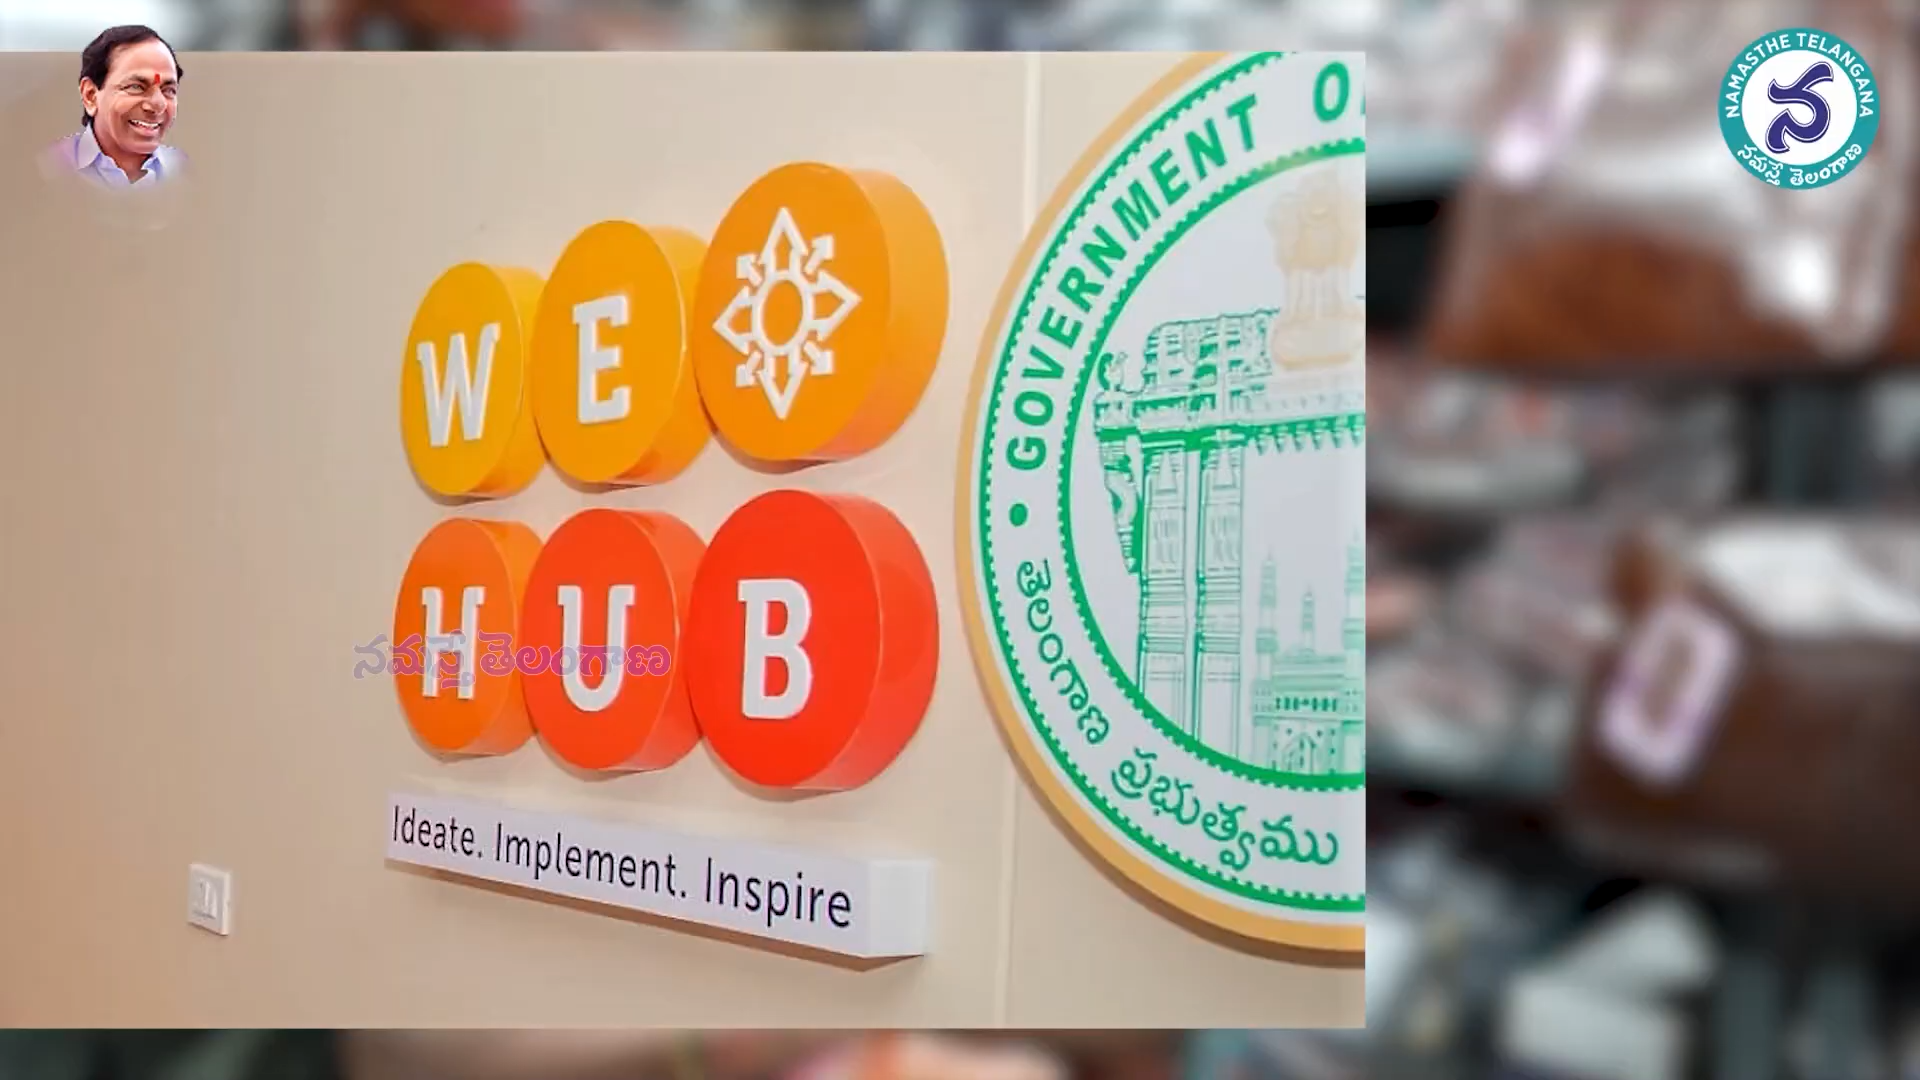 NAMASTHE TELANGANA
న
నమస్తే తెలంగాణ
WE
HUB
నమస్తే తెలంగాణ
Ideate. Implement. Inspire
GOVERNMENT
తెలంగాణ ప్రభుత్వము